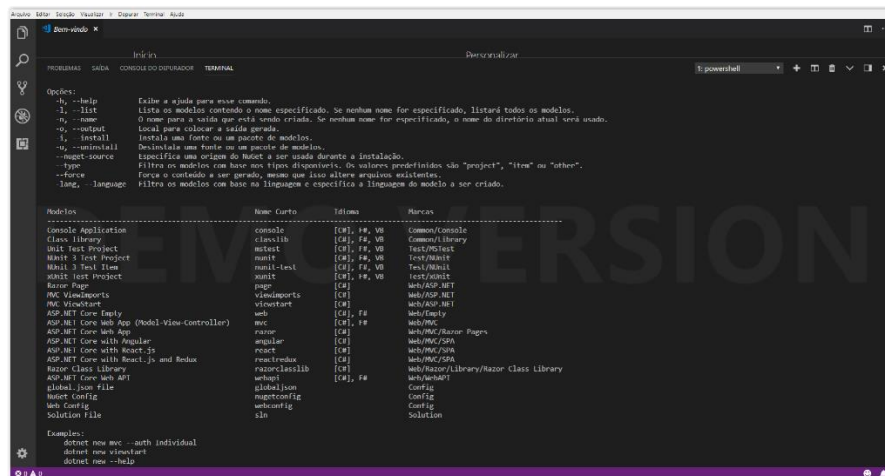 Arquivo Editar Seleção Visualizar Ir Depurar Terminal Ajuda
Bem-vindo ×
Início Personalizar
PROBLEMAS SAÍDA CONSOLE DO DEPURADOR TERMINAL 1: powershell
Opções:
-h, --help Exibe a ajuda para esse comando.
-l, --list Lista os modelos contendo o nome especificado. Se nenhum nome for especificado, listará todos os modelos.
-n, --name O nome para a saída que está sendo criada. Se nenhum nome for especificado, o nome do diretório atual será usado.
-o, --output Local para colocar a saída gerada.
-i, --install Instala uma fonte ou um pacote de modelos.
-u, --uninstall Desinstala uma fonte ou um pacote de modelos.
--nuget-source Especifica uma origem do NuGet a ser usada durante a instalação.
--type Filtra os modelos com base nos tipos disponíveis. Os valores predefinidos são "project", "item" ou "other".
--force Força o conteúdo a ser gerado, mesmo que isso altere arquivos existentes.
-lang, --language Filtra os modelos com base na linguagem e especifica a linguagem do modelo a ser criado.
Modelos Nome Curto Idioma Marcas
Console Application console [C#], F#, VB Common/Console
Class library classlib [C#], F#, VB Common/Library
Unit Test Project mstest [C#], F#, VB Test/MSTest
NUnit 3 Test Project nunit [C#], F#, VB Test/NUnit
NUnit 3 Test Item nunit-test [C#], F#, VB Test/NUnit
xUnit Test Project xunit [C#], F#, VB Test/xUnit
Razor Page page [C#] Web/ASP.NET
MVC ViewImports viewimports [C#] Web/ASP.NET
MVC ViewStart viewstart [C#] Web/ASP.NET
ASP.NET Core Empty web [C#], F# Web/Empty
ASP.NET Core Web App (Model-View-Controller) mvc [C#], F# Web/MVC
ASP.NET Core Web App razor [C#] Web/MVC/Razor Pages
ASP.NET Core with Angular angular [C#] Web/MVC/SPA
ASP.NET Core with React.js react [C#] Web/MVC/SPA
ASP.NET Core with React.js and Redux reactredux [C#] Web/MVC/SPA
Razor Class Library razorclasslib [C#] Web/Razor/Library/Razor Class Library
ASP.NET Core Web API webapi [C#], F# Web/WebAPI
global.json file globaljson Config
NuGet Config nugetconfig Config
Web Config webconfig Config
Solution File sln Solution
Examples:
dotnet new mvc --auth Individual
dotnet new viewstart
dotnet new --help
0 0
DEMO VERSION